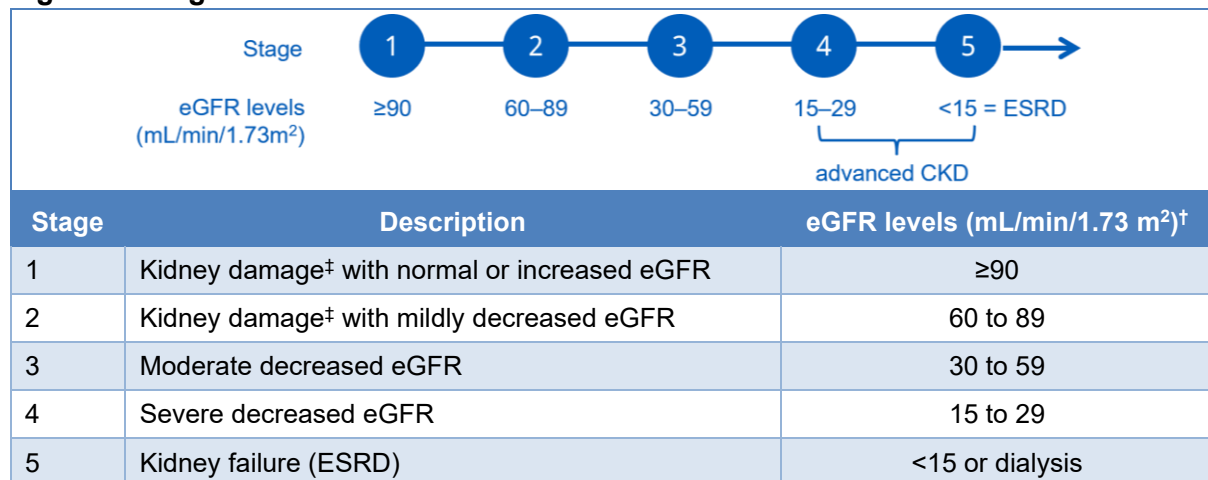 Stage 1 2 3 4 5
eGFR levels ≥90 60–89 30–59 15–29 <15 = ESRD
(mL/min/1.73m²)
advanced CKD
Stage Description eGFR levels (mL/min/1.73 m²)†
1 Kidney damage‡ with normal or increased eGFR ≥90
2 Kidney damage‡ with mildly decreased eGFR 60 to 89
3 Moderate decreased eGFR 30 to 59
4 Severe decreased eGFR 15 to 29
5 Kidney failure (ESRD) <15 or dialysis